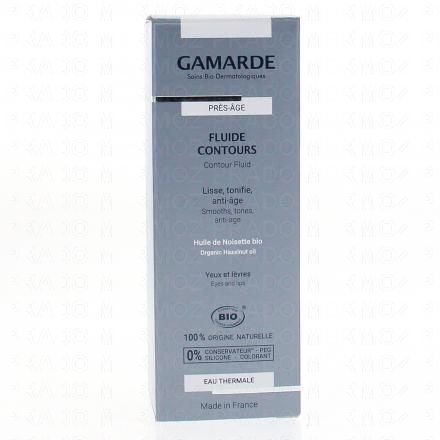 GAMARDE
Soins Bio Dermatologiques
PRÈS-ÂGE
FLUIDE
CONTOURS
Contour Fluid
Lisse, tonifie,
anti-âge
Smooths, tones,
anti-age
Huile de Noisette bio
Organic Hazelnut oil
Yeux et lèvres
Eyes and lips
BIO
100% ORIGINE NATURELLE
0% CONSERVATEUR* - PEG
SILICONE - COLORANT
EAU THERMALE
Made in France